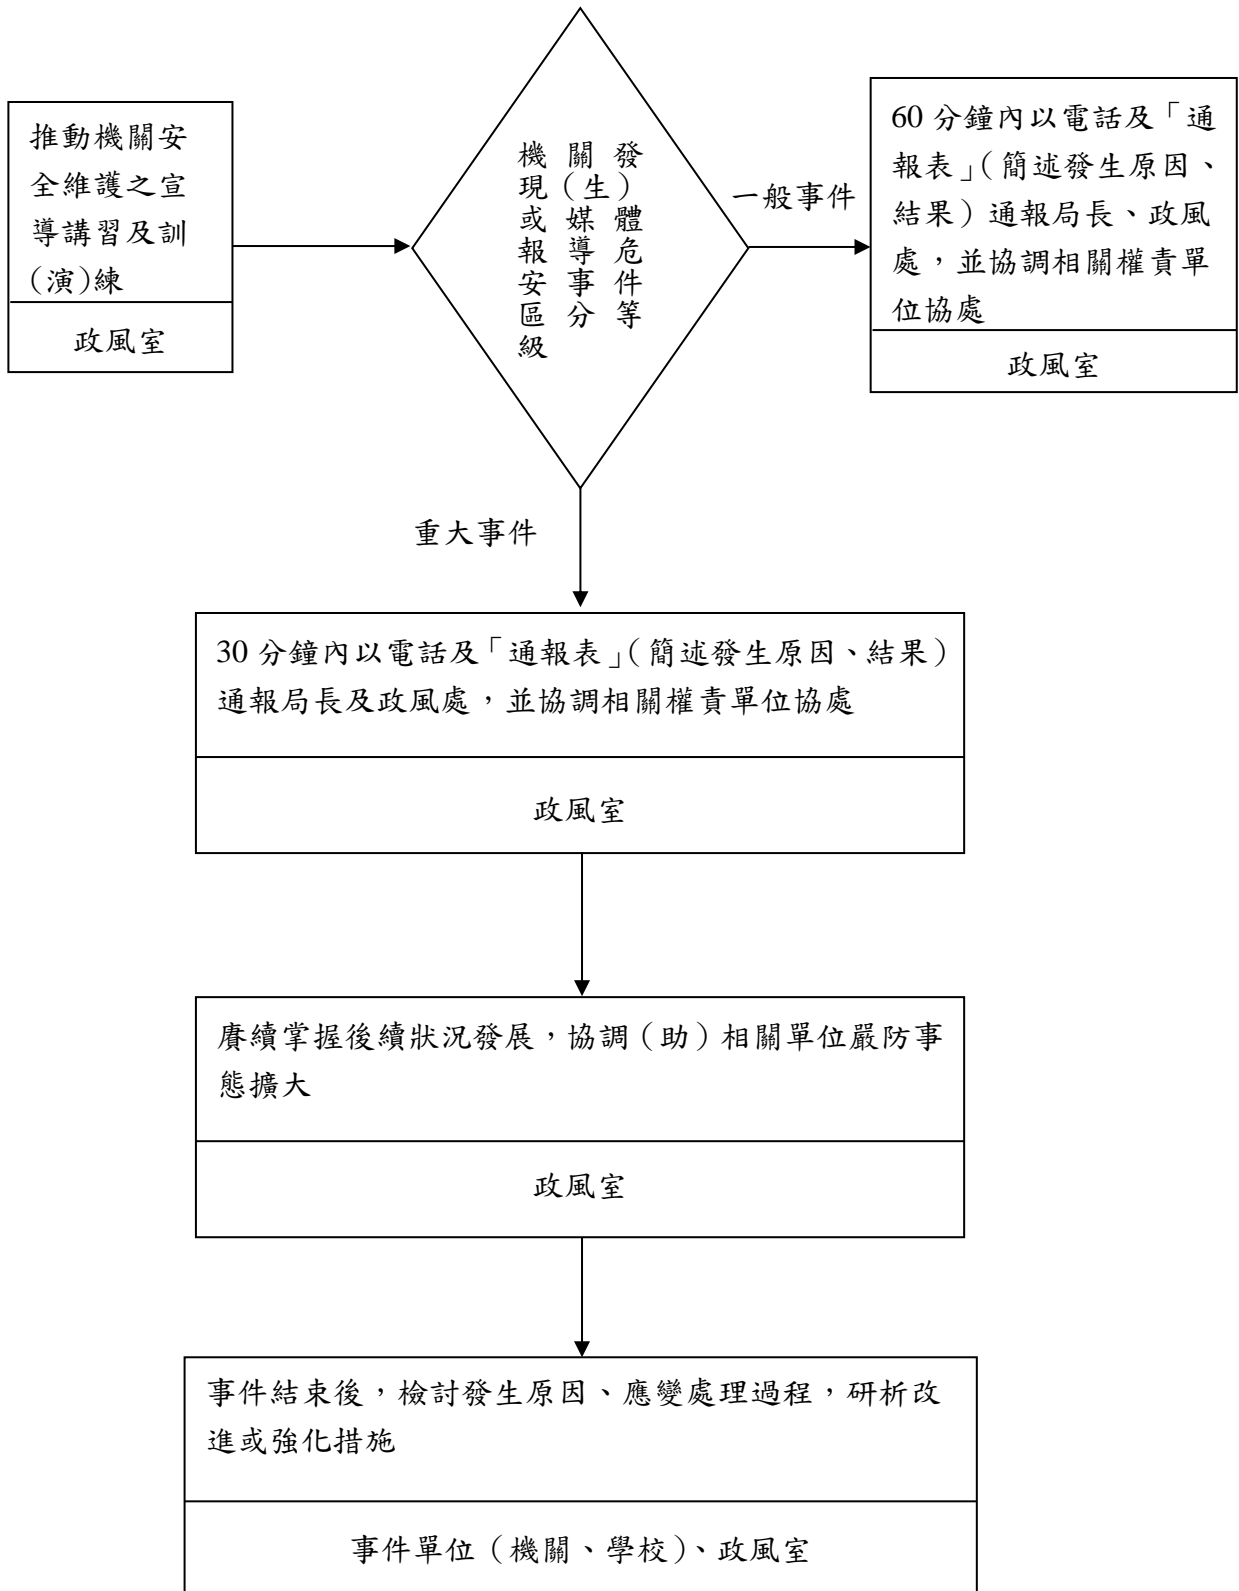 推動機關安
全維護之宣
導講習及訓
(演)練
政風室
機關發
現(生)
或媒體
報導危
安事件
區分等
級
一般事件
60 分鐘內以電話及「通
報表」(簡述發生原因、
結果)通報局長、政風
處，並協調相關權責單
位協處
政風室
重大事件
30 分鐘內以電話及「通報表」(簡述發生原因、結果)
通報局長及政風處，並協調相關權責單位協處
政風室
賡續掌握後續狀況發展，協調（助）相關單位嚴防事
態擴大
政風室
事件結束後，檢討發生原因、應變處理過程，研析改
進或強化措施
事件單位（機關、學校）、政風室